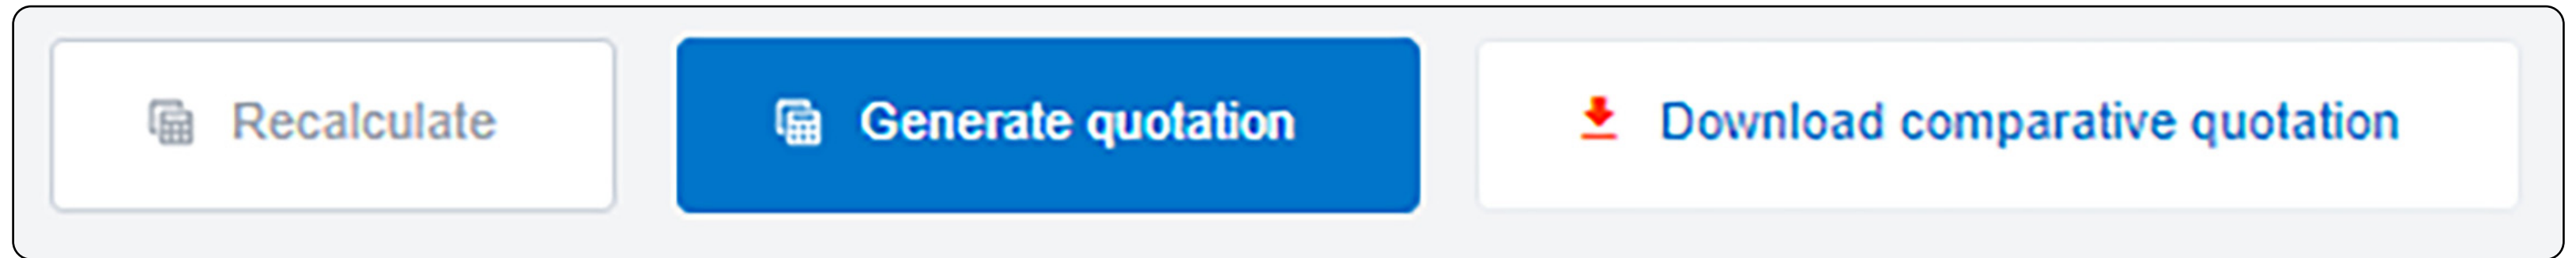 Recalculate
Generate quotation
Download comparative quotation